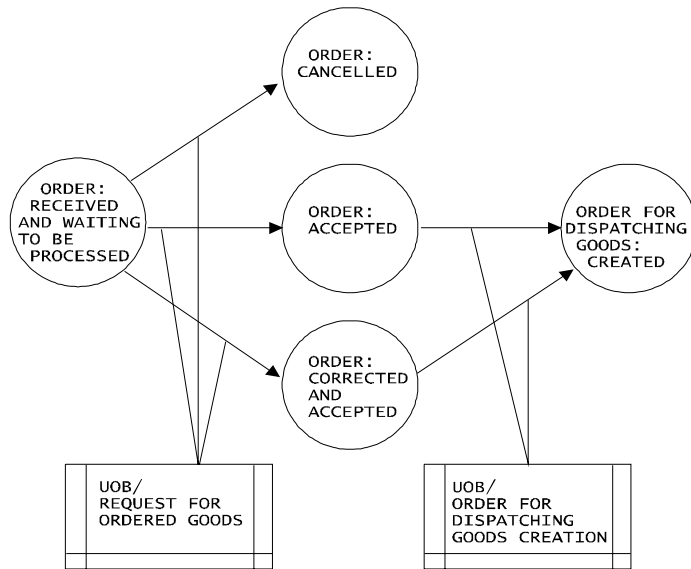 ORDER:
CANCELLED
ORDER:
RECEIVED
AND WAITING
TO BE
PROCESSED
ORDER:
ACCEPTED
ORDER FOR
DISPATCHING
GOODS:
CREATED
ORDER:
CORRECTED
AND
ACCEPTED
UOB/
REQUEST FOR
ORDERED GOODS
UOB/
ORDER FOR
DISPATCHING
GOODS CREATION